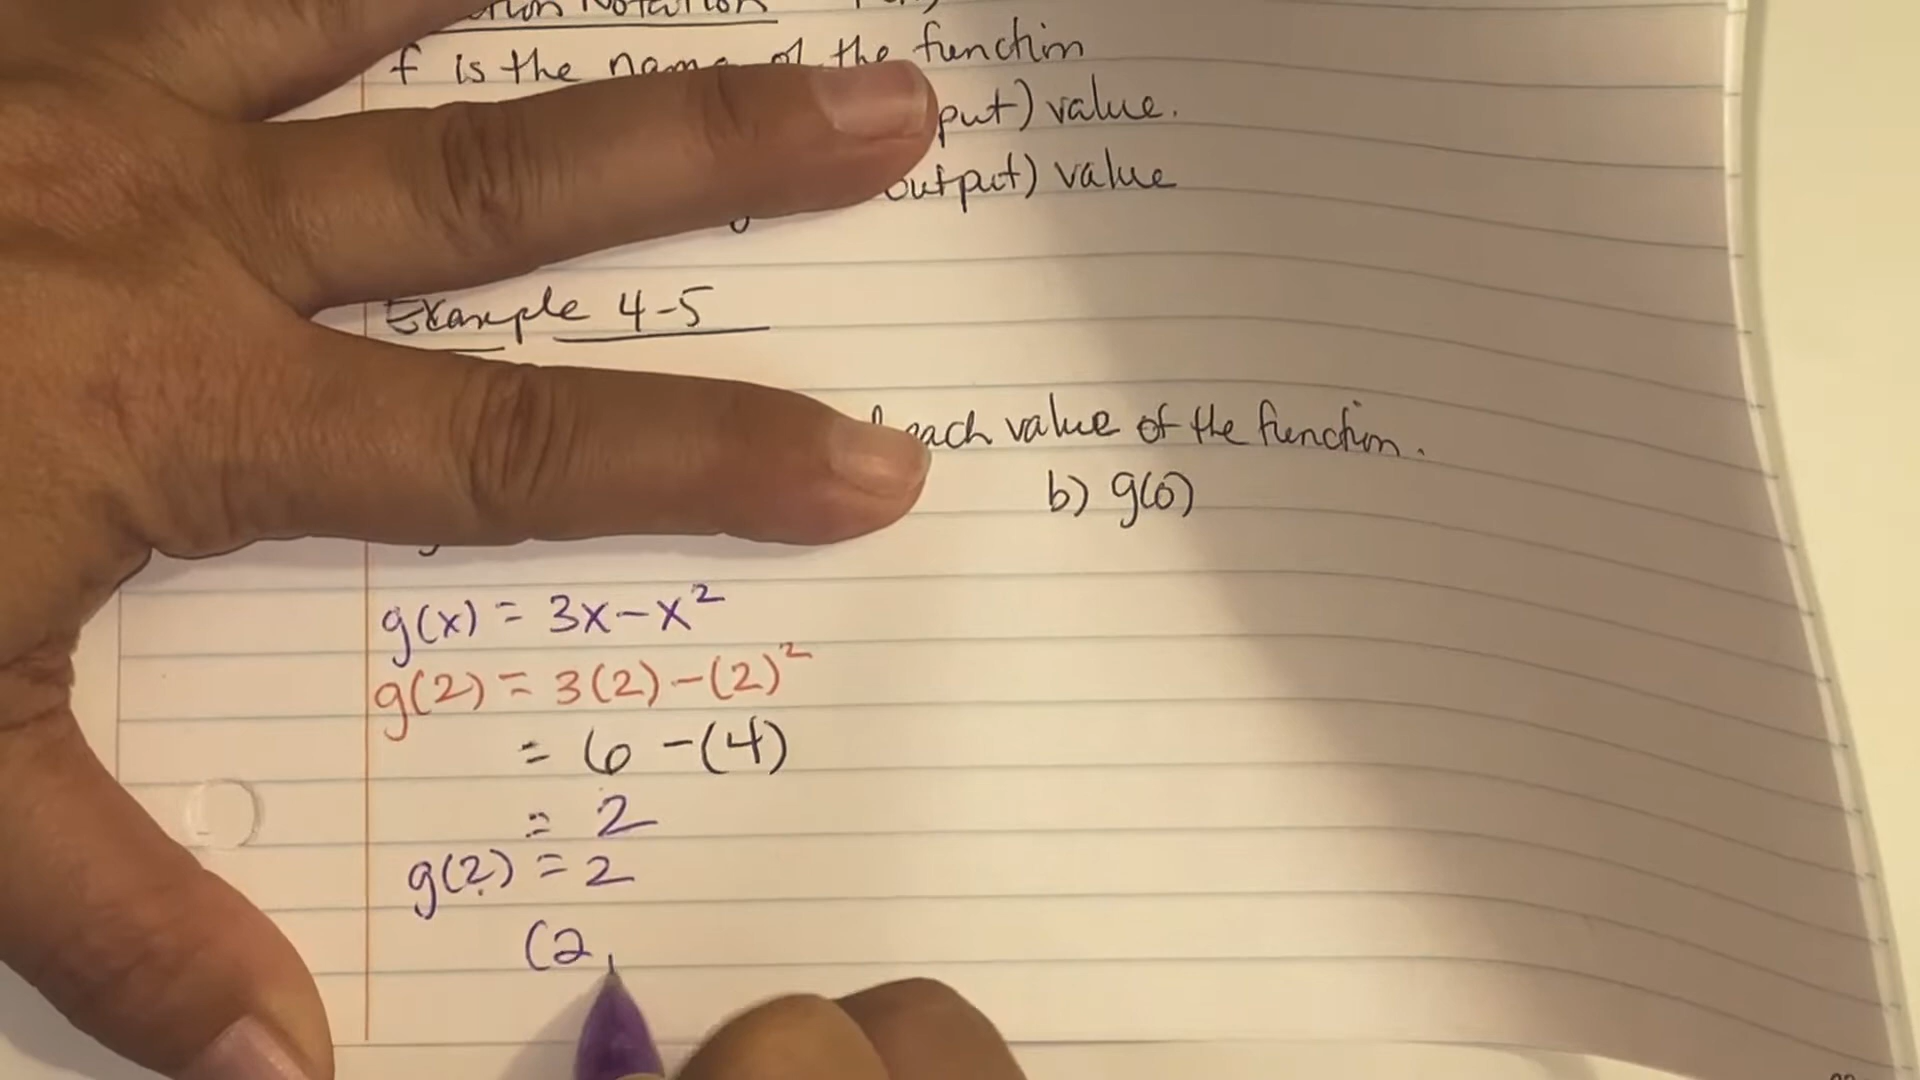 Notation
f is the name of the function
put) value.
output) value
Example 4-5
each value of the function.
b) g(0)
g(x) = 3x-x²
g(2) = 3(2)-(2)²
= 6 -(4)
= 2
g(2) = 2
(2,